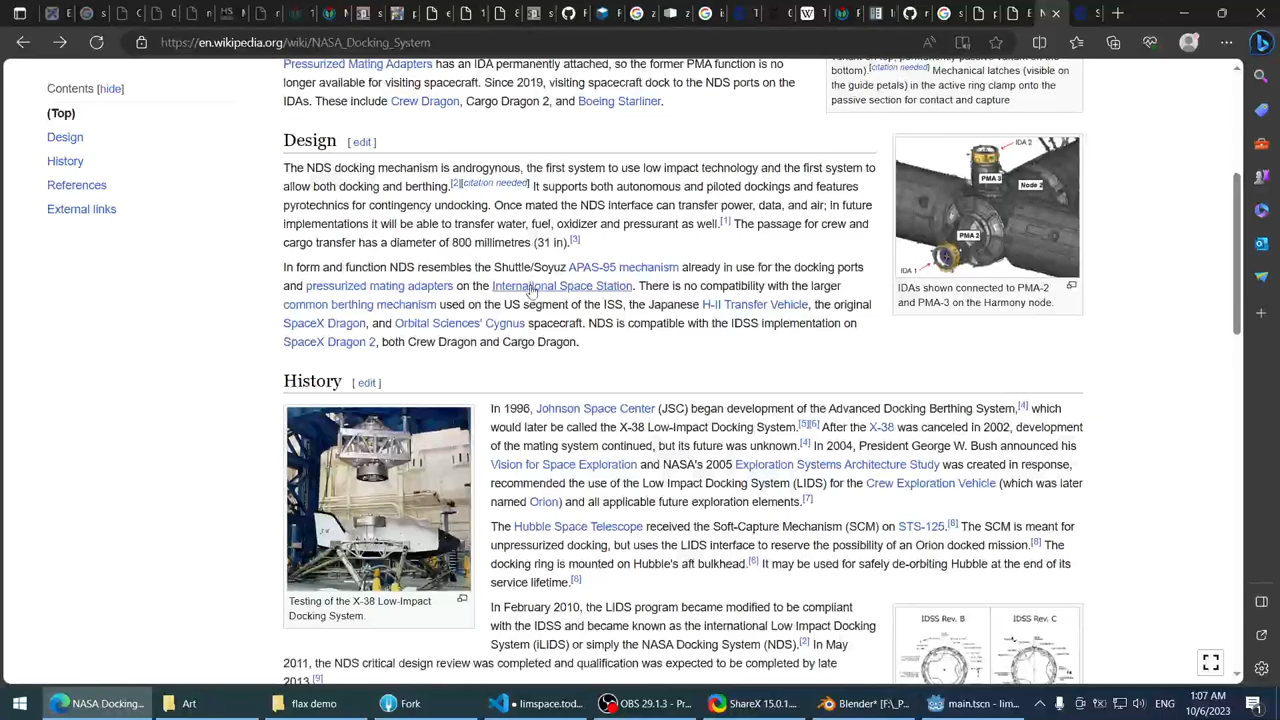 https://en.wikipedia.org/wiki/NASA_Docking_System
Contents [hide]
(Top)
Design
History
References
External links
Pressurized Mating Adapters has an IDA permanently attached, so the former PMA function is no
longer available for visiting spacecraft. Since 2019, visiting spacecraft dock to the NDS ports on the
IDAs. These include Crew Dragon, Cargo Dragon 2, and Boeing Starliner.
bottom).[citation needed] Mechanical latches (visible on
the guide petals) in the active ring clamp onto the
passive section for contact and capture
Design [ edit ]
The NDS docking mechanism is androgynous, the first system to use low impact technology and the first system to
allow both docking and berthing.[2][citation needed] It supports both autonomous and piloted dockings and features
pyrotechnics for contingency undocking. Once mated the NDS interface can transfer power, data, and air; in future
implementations it will be able to transfer water, fuel, oxidizer and pressurant as well.[1] The passage for crew and
cargo transfer has a diameter of 800 millimetres (31 in).[3]
In form and function NDS resembles the Shuttle/Soyuz APAS-95 mechanism already in use for the docking ports
and pressurized mating adapters on the International Space Station. There is no compatibility with the larger
common berthing mechanism used on the US segment of the ISS, the Japanese H-II Transfer Vehicle, the original
SpaceX Dragon, and Orbital Sciences' Cygnus spacecraft. NDS is compatible with the IDSS implementation on
SpaceX Dragon 2, both Crew Dragon and Cargo Dragon.
IDA 2
PMA 3
Node 2
PMA 2
IDA 1
IDAs shown connected to PMA-2
and PMA-3 on the Harmony node.
History [ edit ]
Testing of the X-38 Low-Impact
Docking System.
In 1996, Johnson Space Center (JSC) began development of the Advanced Docking Berthing System,[4] which
would later be called the X-38 Low-Impact Docking System.[5][6] After the X-38 was canceled in 2002, development
of the mating system continued, but its future was unknown.[4] In 2004, President George W. Bush announced his
Vision for Space Exploration and NASA's 2005 Exploration Systems Architecture Study was created in response,
recommended the use of the Low Impact Docking System (LIDS) for the Crew Exploration Vehicle (which was later
named Orion) and all applicable future exploration elements.[7]
The Hubble Space Telescope received the Soft-Capture Mechanism (SCM) on STS-125.[8] The SCM is meant for
unpressurized docking, but uses the LIDS interface to reserve the possibility of an Orion docked mission.[8] The
docking ring is mounted on Hubble's aft bulkhead.[6] It may be used for safely de-orbiting Hubble at the end of its
service lifetime.[8]
In February 2010, the LIDS program became modified to be compliant
with the IDSS and became known as the international Low Impact Docking
System (iLIDS) or simply the NASA Docking System (NDS).[2] In May
2011, the NDS critical design review was completed and qualification was expected to be completed by late
2013.[9]
IDSS Rev. B
IDSS Rev. C
NASA Docking...
Art
flax demo
Fork
● limspace.tod...
OBS 29.1.3 - Pr...
ShareX 15.0.1...
Blender* [F:\_P...
main.tscn - lim...
1:07 AM
10/6/2023